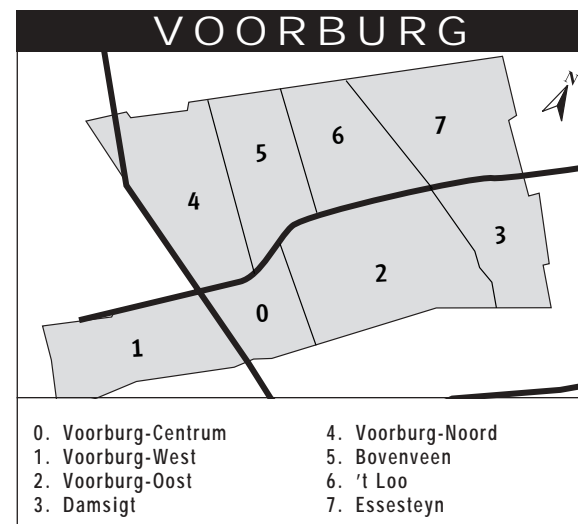 VOORBURG
N
7
6
5
4
3
2
0
1
0. Voorburg-Centrum
1. Voorburg-West
2. Voorburg-Oost
3. Damsigt
4. Voorburg-Noord
5. Bovenveen
6. 't Loo
7. Essesteyn